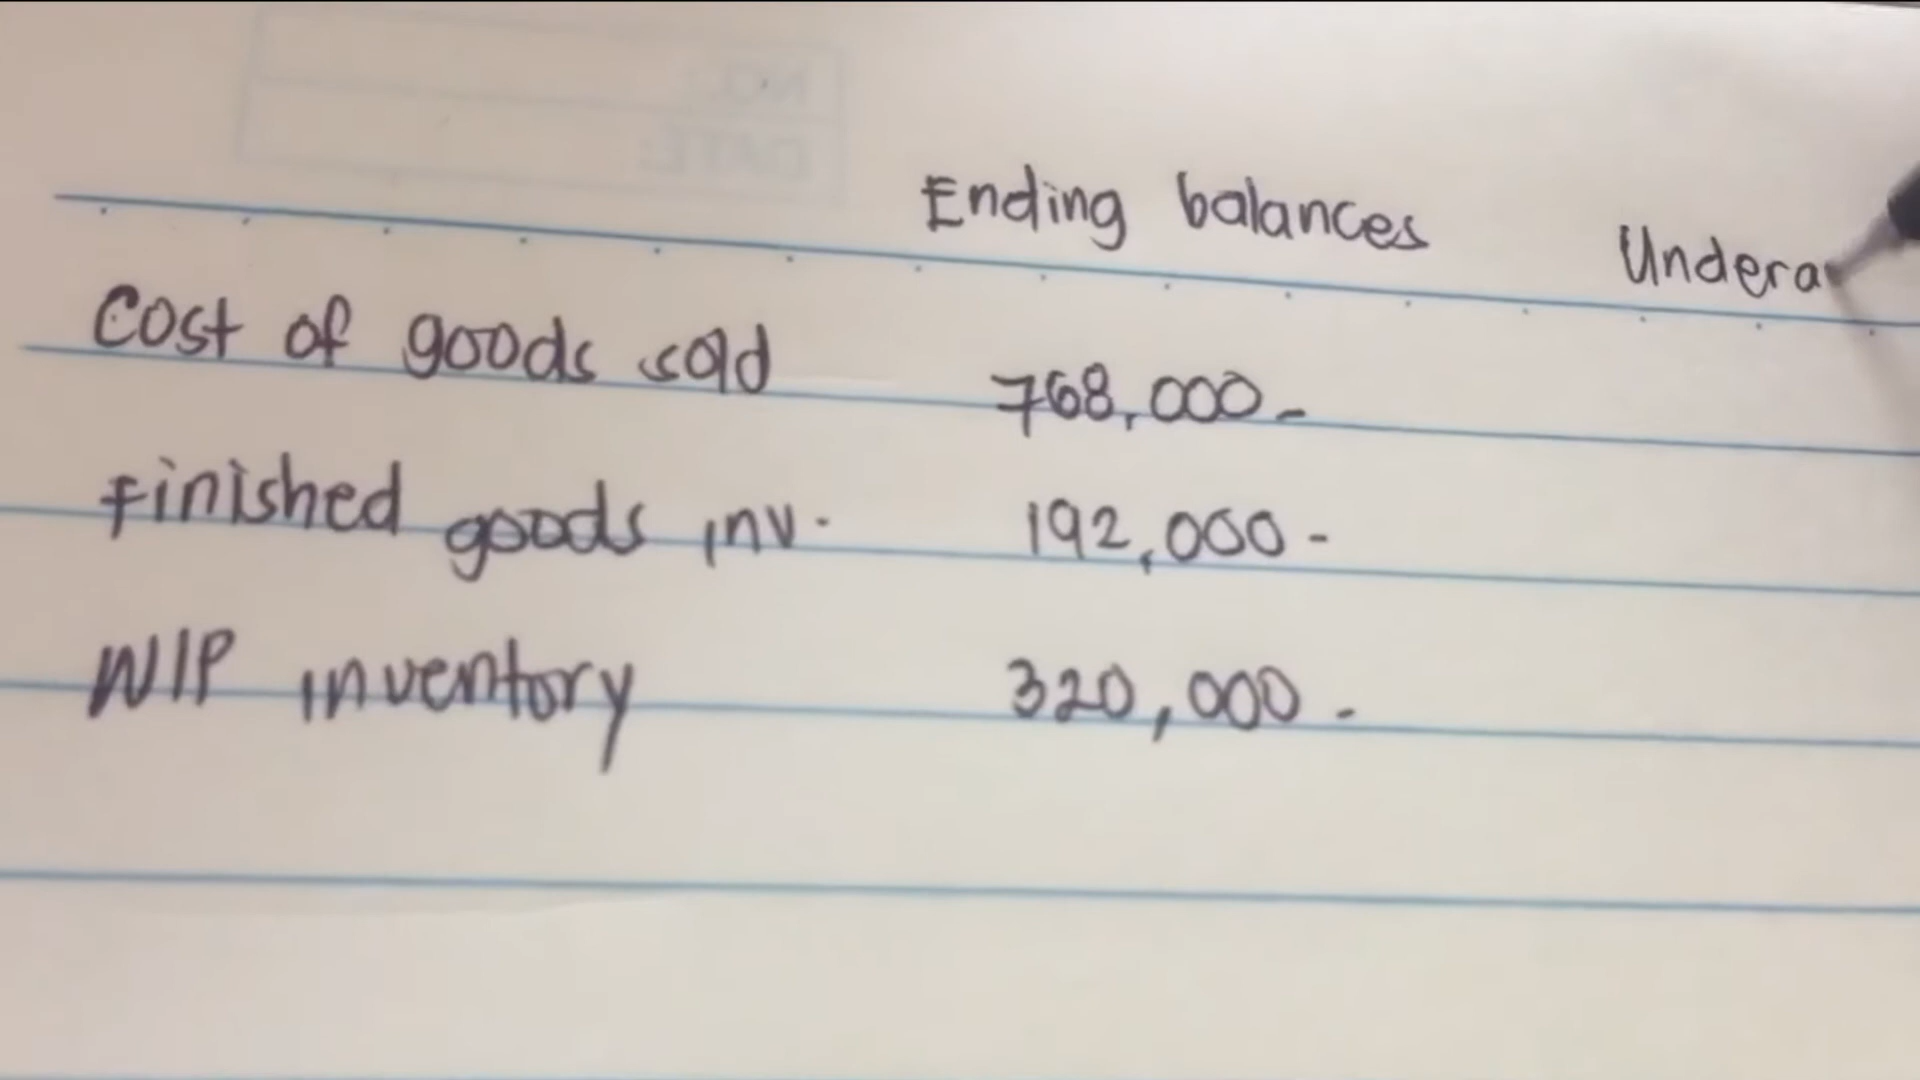 Ending balances Undera
Cost of goods sold 768,000-
Finished goods inv. 192,000-
WIP inventory 320,000-